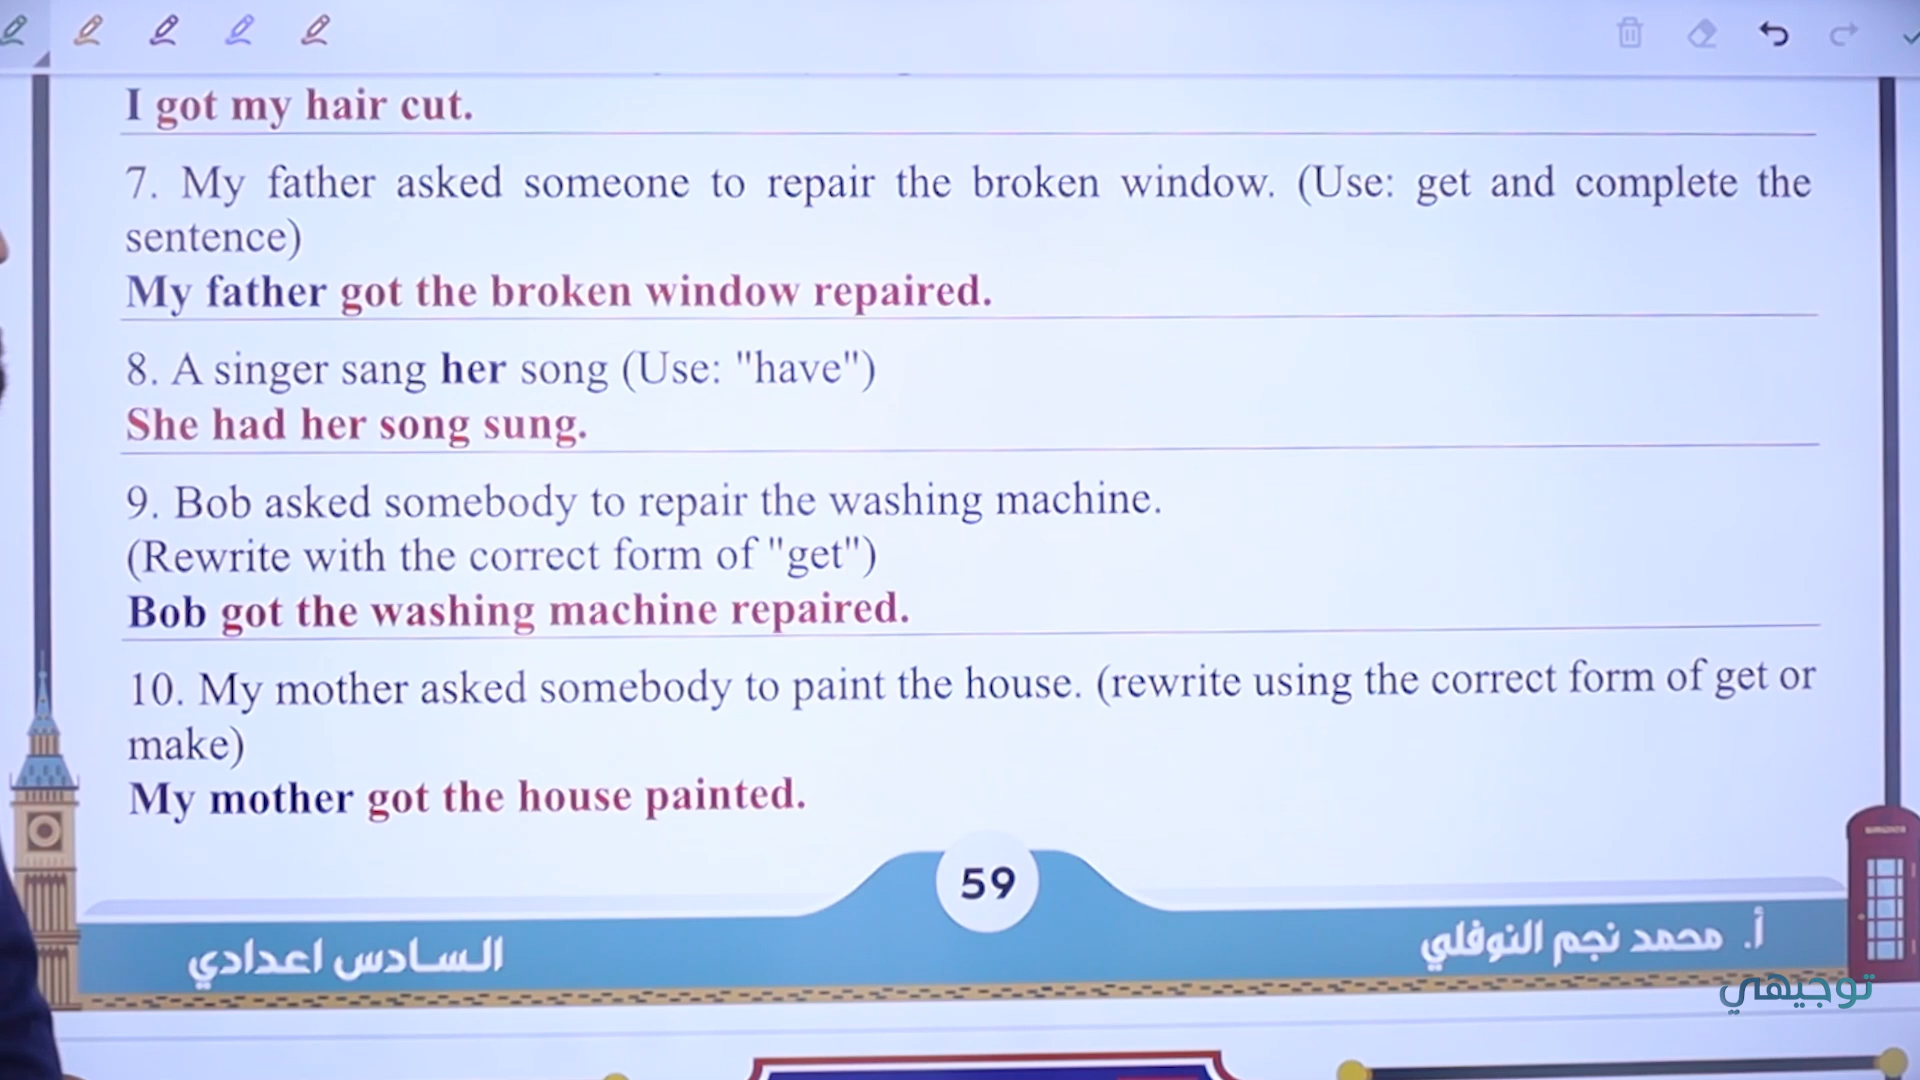 I got my hair cut.
7. My father asked someone to repair the broken window. (Use: get and complete the
sentence)
My father got the broken window repaired.
8. A singer sang her song (Use: "have")
She had her song sung.
9. Bob asked somebody to repair the washing machine.
(Rewrite with the correct form of "get")
Bob got the washing machine repaired.
10. My mother asked somebody to paint the house. (rewrite using the correct form of get or
make)
My mother got the house painted.
59
أ. محمد نجم النوفلي
السادس اعدادي
توجيهي